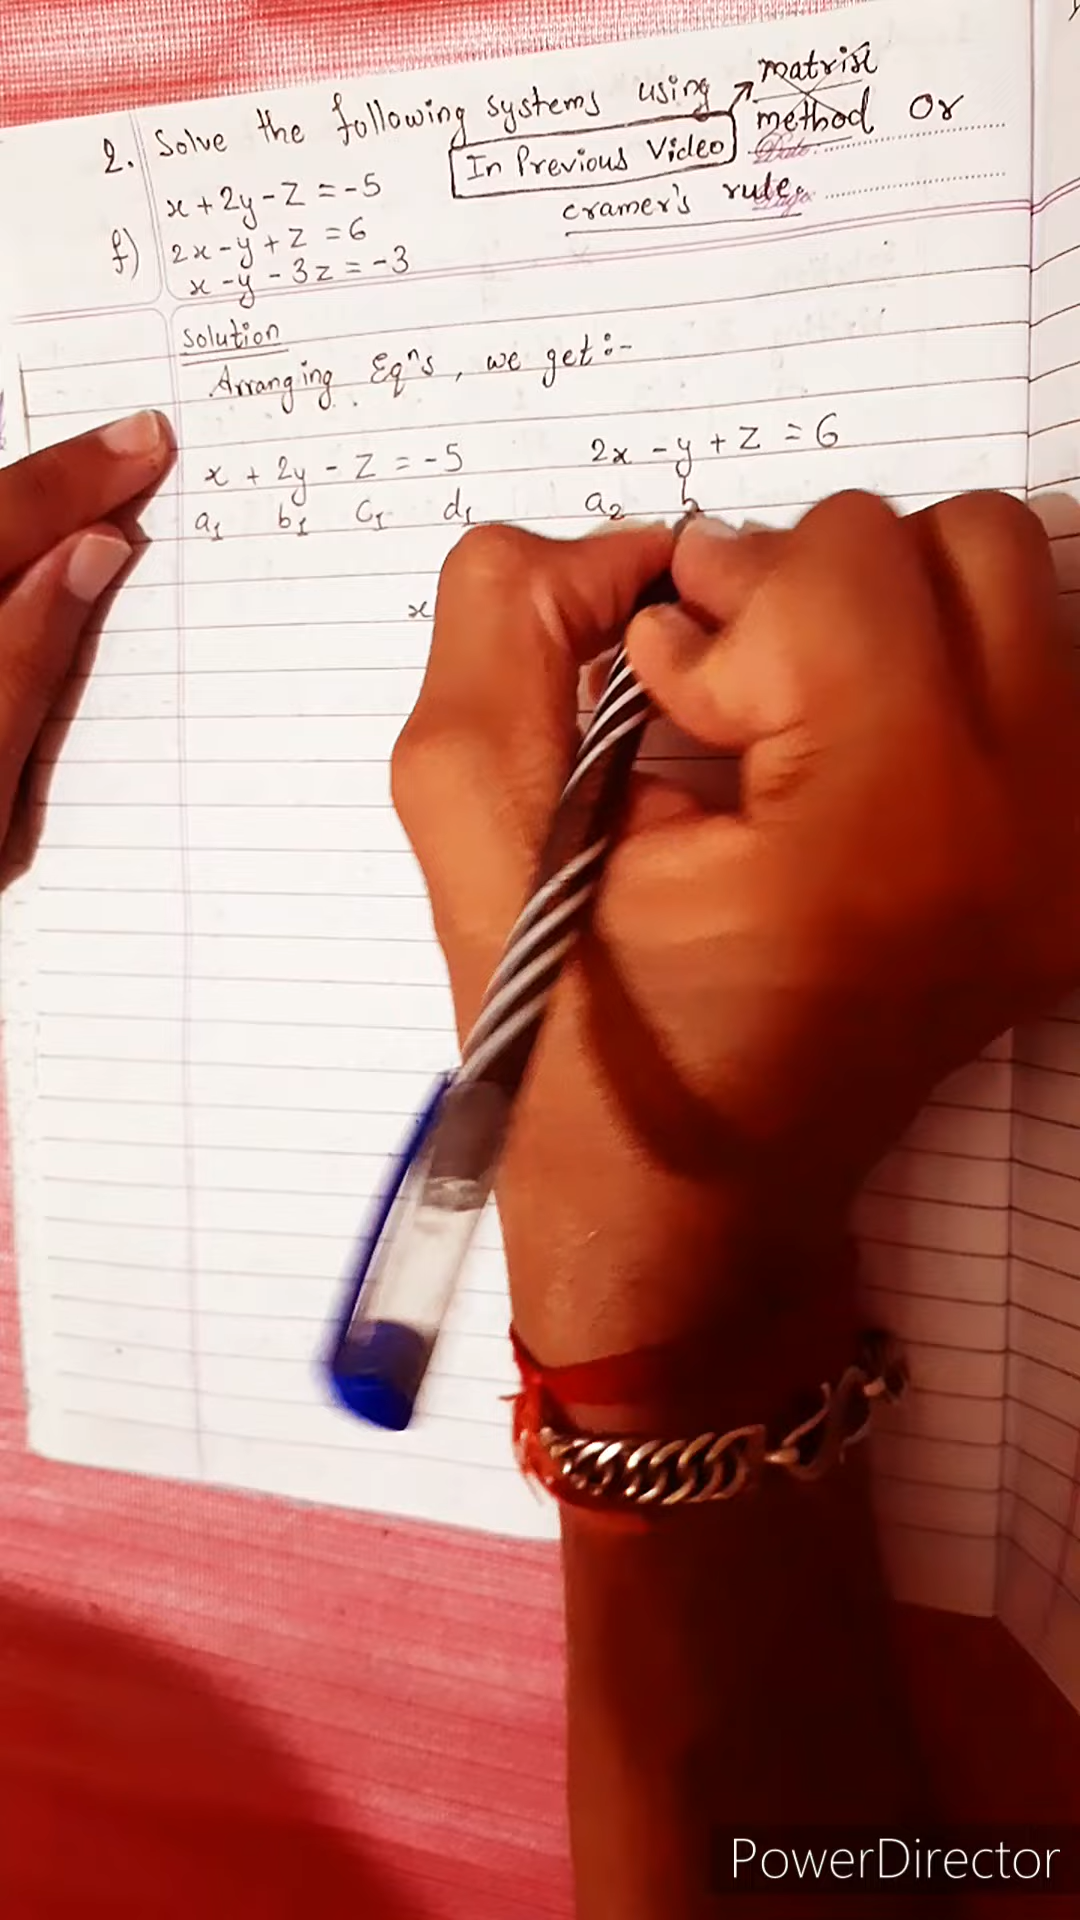 2. Solve the following systems using matrix
method or
In Previous Video
cramer's rule.
x + 2y - z = -5
f) 2x - y + z = 6
x - y - 3z = -3
Solution
Arranging Eqⁿs, we get :-
x + 2y - z = -5 2x - y + z = 6
a₁ b₁ c₁ d₁ a₂ b
x
PowerDirector